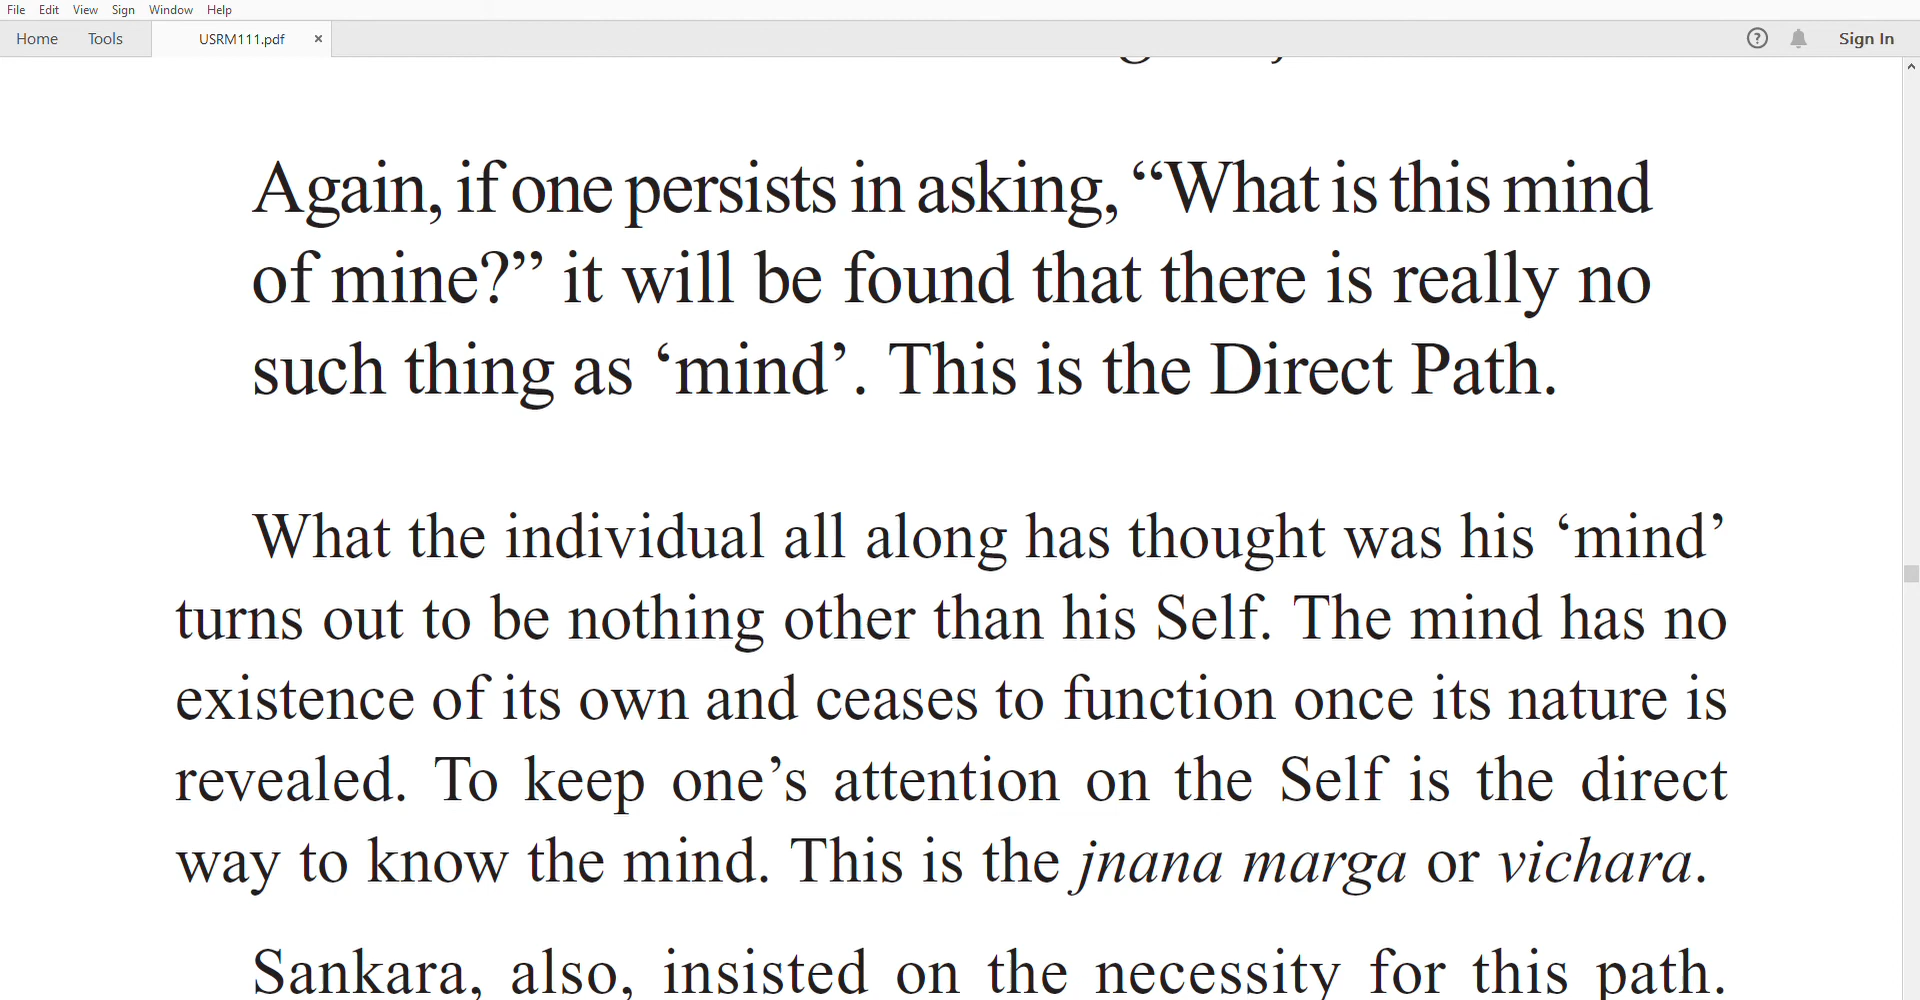 File Edit View Sign Window Help
Home Tools USRM111.pdf × ? Sign In
Again, if one persists in asking, “What is this mind
of mine?” it will be found that there is really no
such thing as ‘mind’. This is the Direct Path.
What the individual all along has thought was his ‘mind’
turns out to be nothing other than his Self. The mind has no
existence of its own and ceases to function once its nature is
revealed. To keep one’s attention on the Self is the direct
way to know the mind. This is the jnana marga or vichara.
Sankara, also, insisted on the necessity for this path.